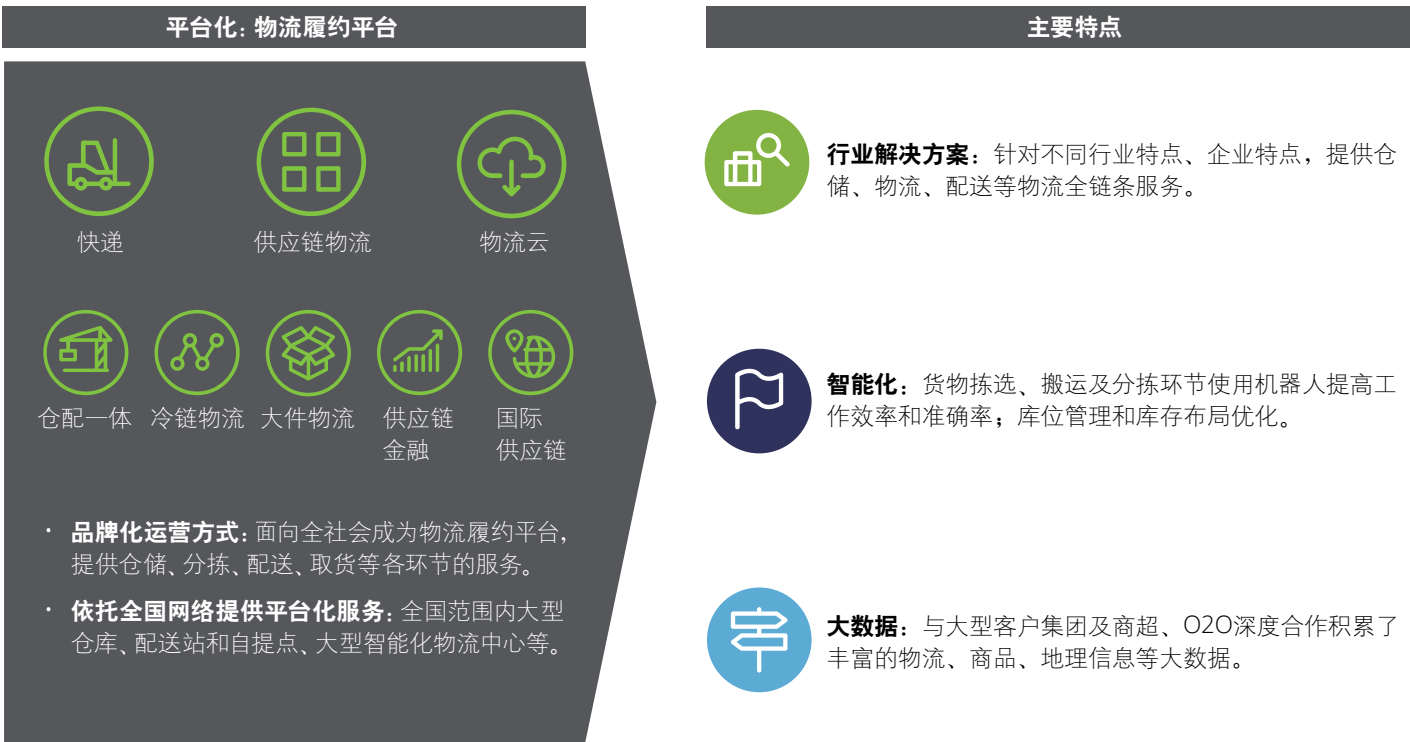 平台化：物流履约平台
快递
供应链物流
物流云
仓配一体
冷链物流
大件物流
供应链
金融
国际
供应链
· 品牌化运营方式：面向全社会成为物流履约平台，
提供仓储、分拣、配送、取货等各环节的服务。
· 依托全国网络提供平台化服务：全国范围内大型
仓库、配送站和自提点、大型智能化物流中心等。
主要特点
行业解决方案：针对不同行业特点、企业特点，提供仓
储、物流、配送等物流全链条服务。
智能化：货物拣选、搬运及分拣环节使用机器人提高工
作效率和准确率；库位管理和库存布局优化。
大数据：与大型客户集团及商超、O2O深度合作积累了
丰富的物流、商品、地理信息等大数据。